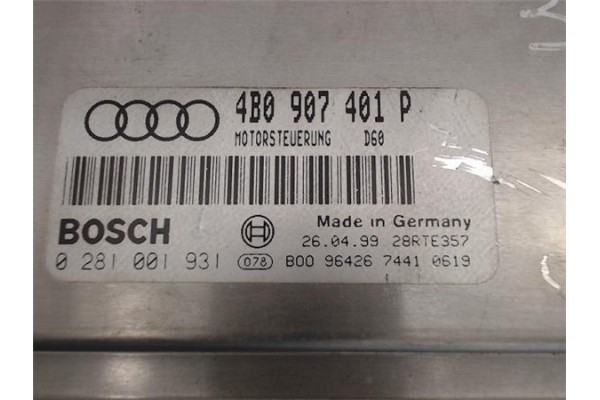 4B0 907 401 P
MOTORSTEUERUNG D60
BOSCH
Made in Germany
26.04.99 28RTE357
0 281 001 931 078 B00 96426 7441 0619